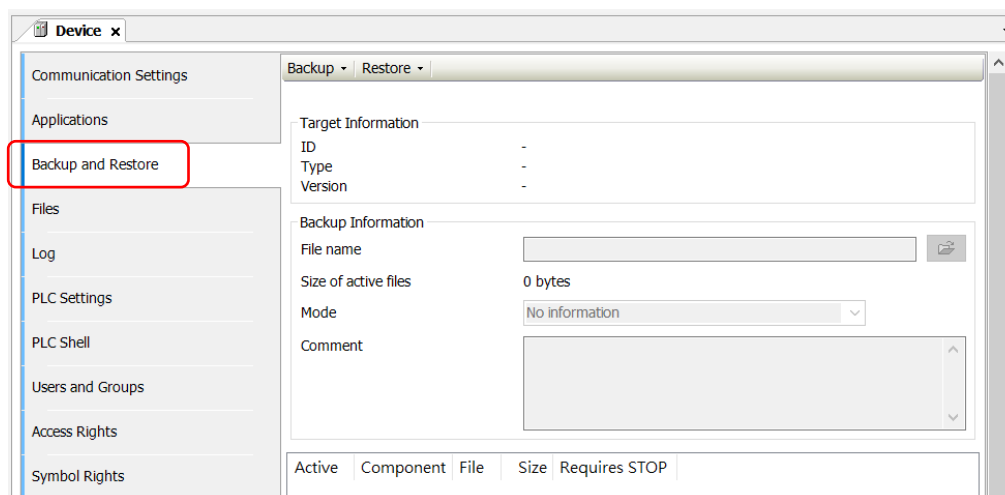 Device x
Communication Settings
Applications
Backup and Restore
Files
Log
PLC Settings
PLC Shell
Users and Groups
Access Rights
Symbol Rights
Backup Restore
Target Information
ID -
Type -
Version -
Backup Information
File name
Size of active files 0 bytes
Mode No information
Comment
Active Component File Size Requires STOP